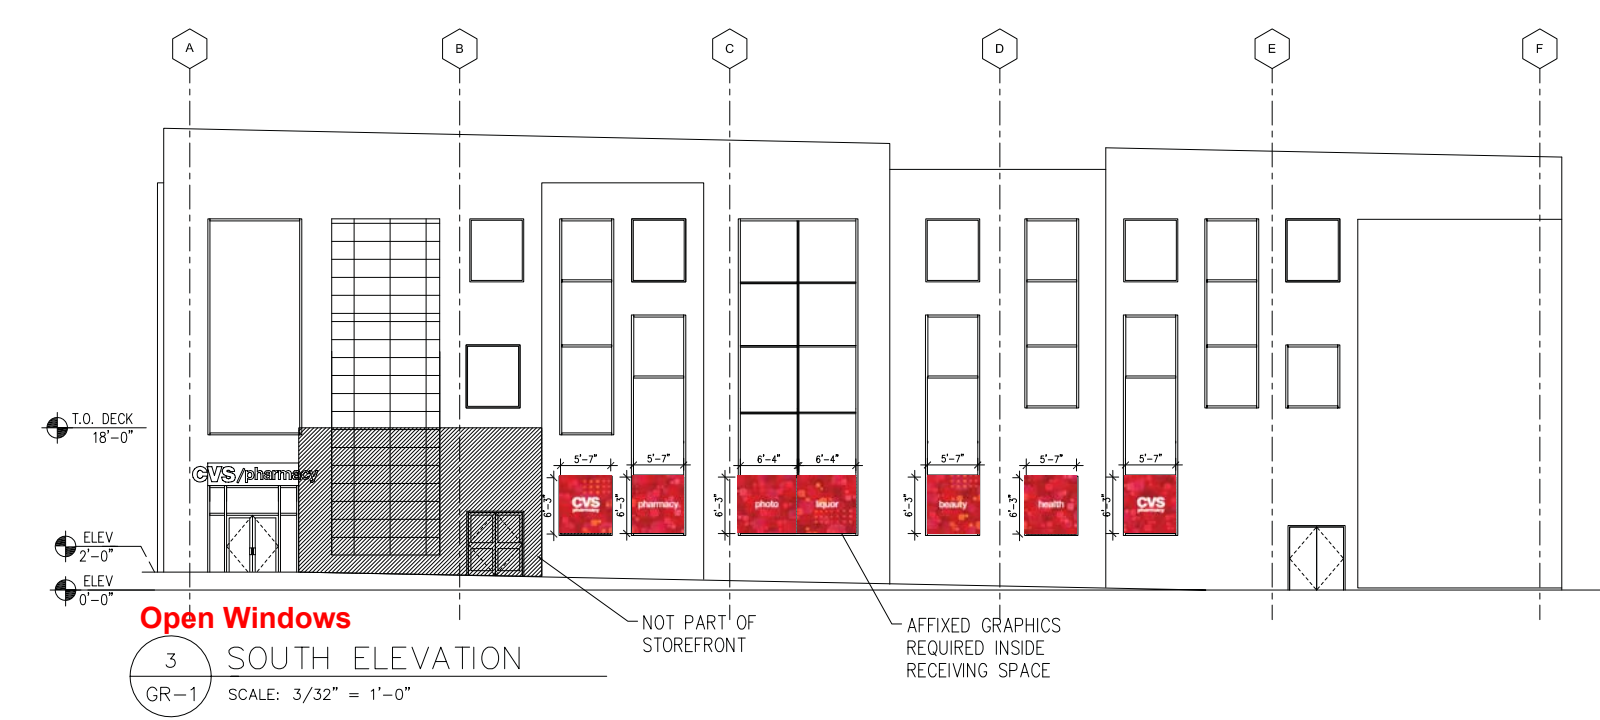 A B C D E F
T.O. DECK
18'-0"
CVS/pharmacy
5'-7" 5'-7" 6'-4" 6'-4" 5'-7" 5'-7" 5'-7"
6'-3" 6'-3" 6'-3" 6'-3" 6'-3" 6'-3"
CVS
pharmacy
pharmacy
photo
liquor
beauty
health
CVS
pharmacy
ELEV
2'-0"
ELEV
0'-0"
Open Windows
NOT PART OF
STOREFRONT
AFFIXED GRAPHICS
REQUIRED INSIDE
RECEIVING SPACE
3
GR-1
SOUTH ELEVATION
SCALE: 3/32" = 1'-0"